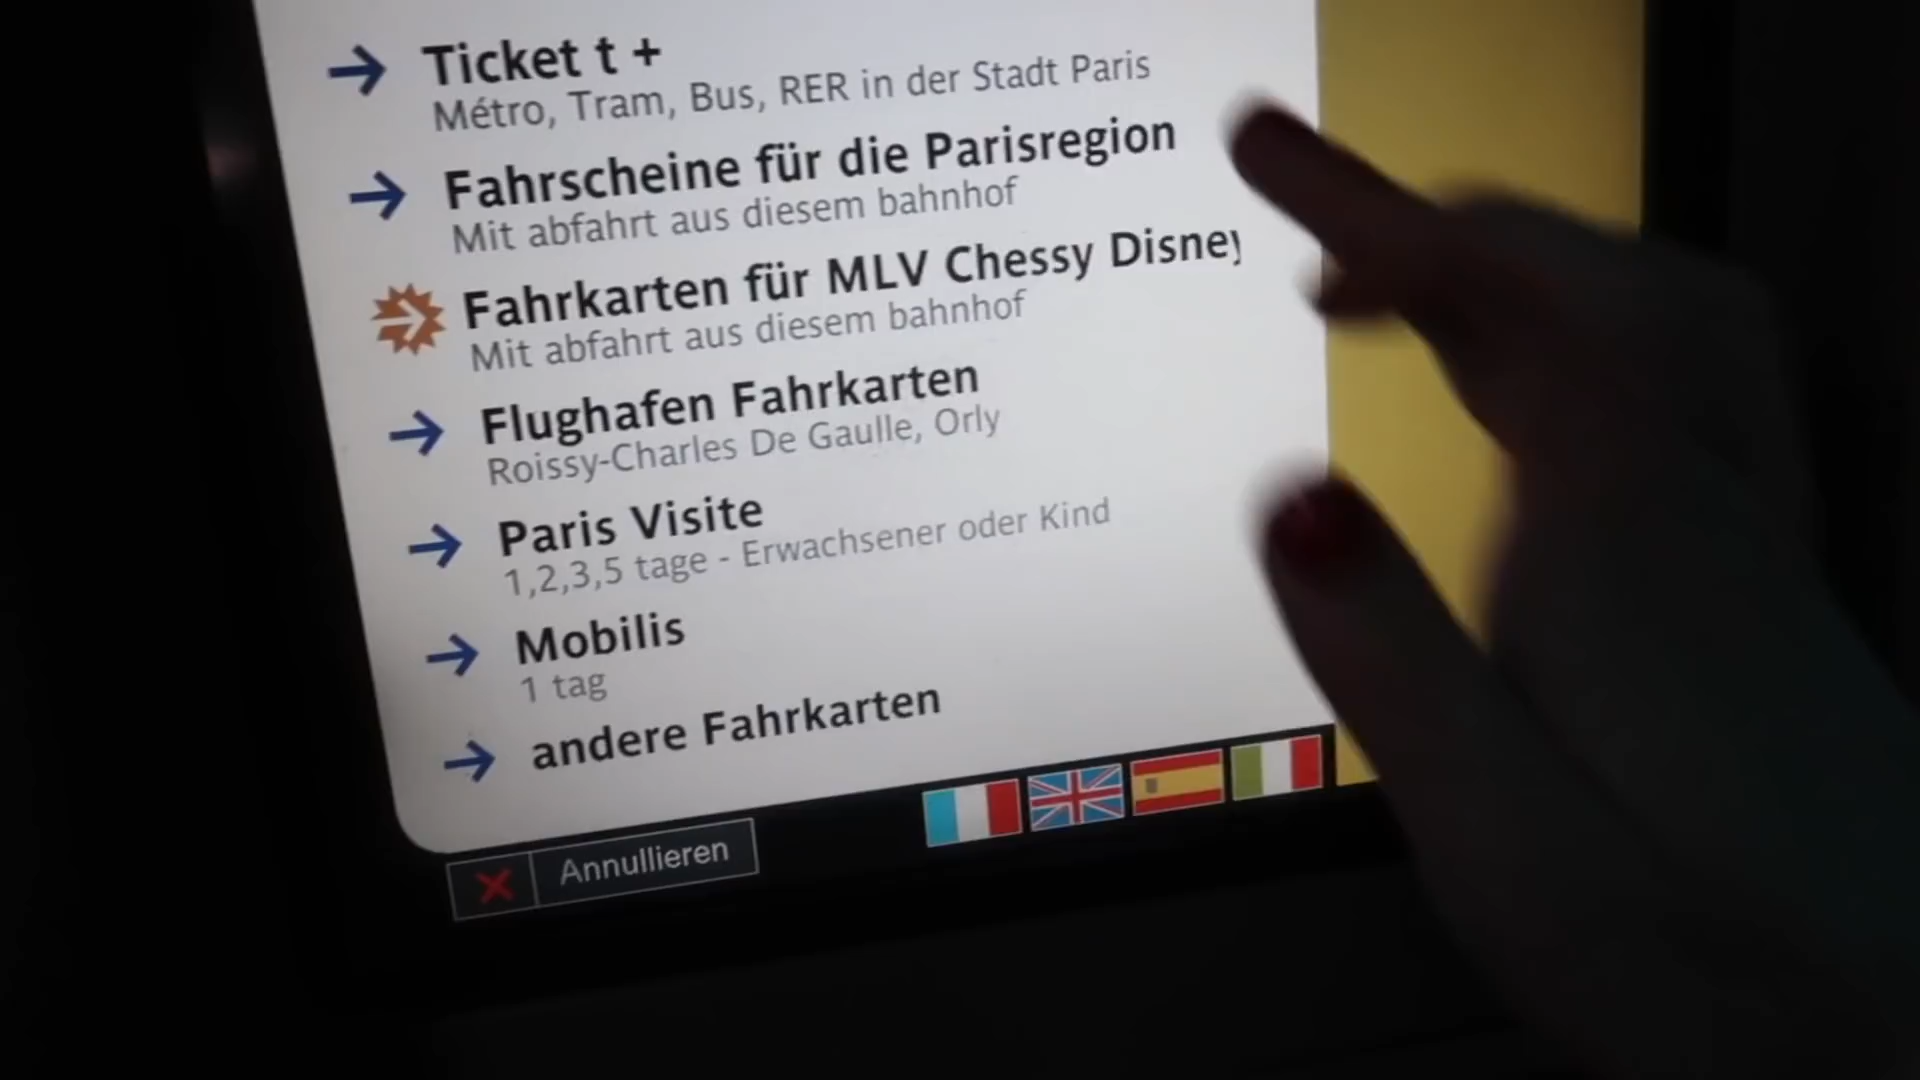 Ticket t +
Métro, Tram, Bus, RER in der Stadt Paris
Fahrscheine für die Parisregion
Mit abfahrt aus diesem bahnhof
Fahrkarten für MLV Chessy Disney
Mit abfahrt aus diesem bahnhof
Flughafen Fahrkarten
Roissy-Charles De Gaulle, Orly
Paris Visite
1,2,3,5 tage - Erwachsener oder Kind
Mobilis
1 tag
andere Fahrkarten
Annullieren